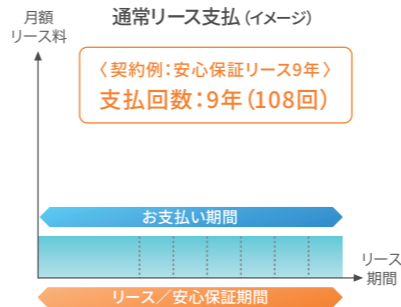 通常リース支払（イメージ）
月額
リース料
〈契約例：安心保証リース9年〉
支払回数：9年（108回）
お支払い期間
リース
期間
リース／安心保証期間